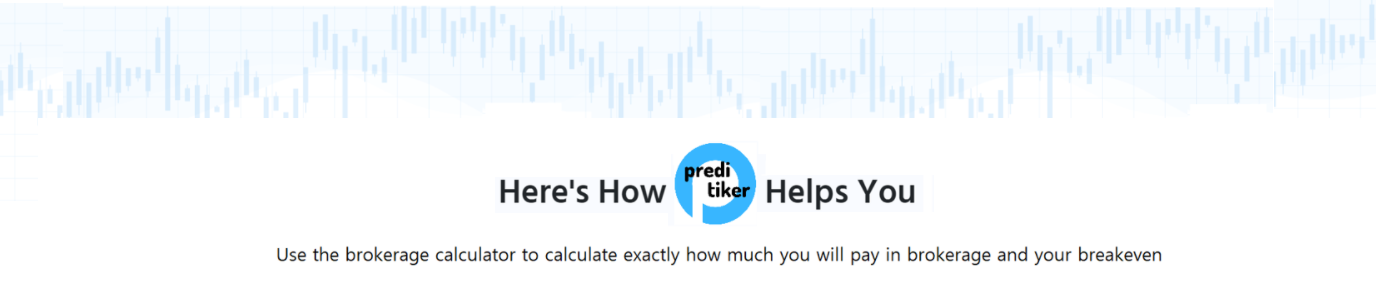 Here's How predi tiker Helps You
Use the brokerage calculator to calculate exactly how much you will pay in brokerage and your breakeven